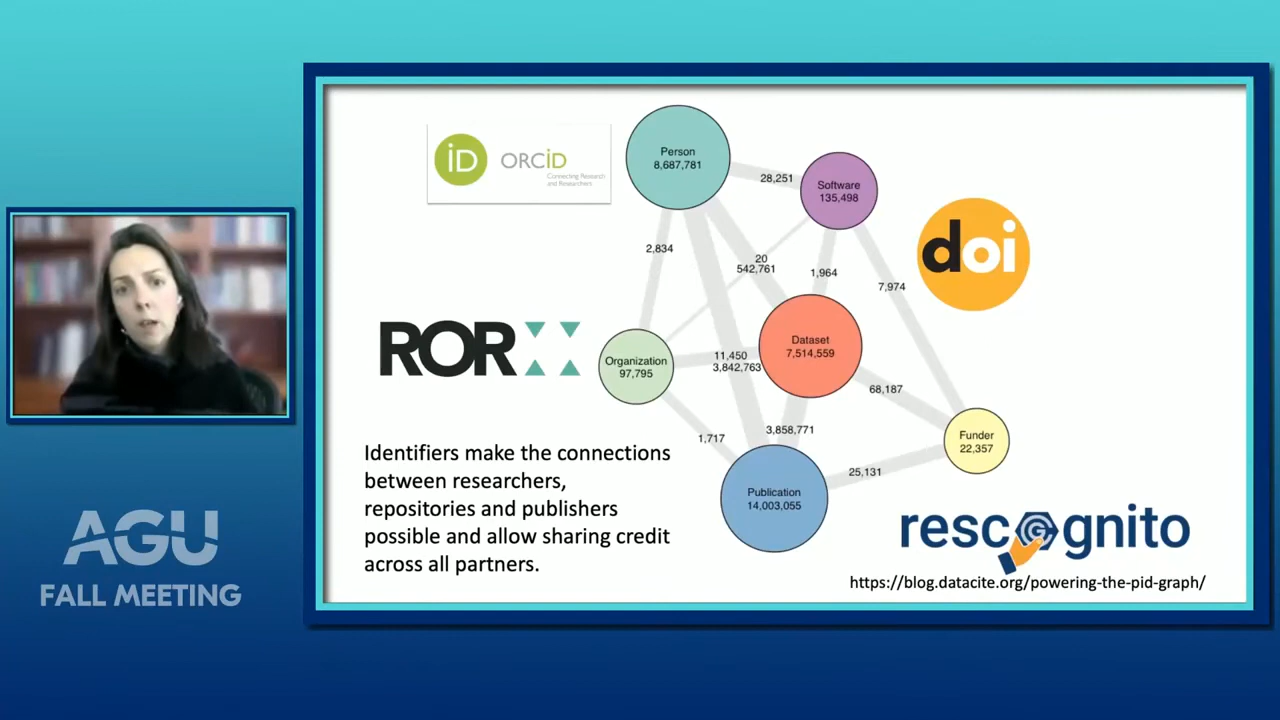 iD ORCiD
Connecting Research
and Researchers
Person
8,687,781
28,251
Software
135,498
doi
2,834
20
542,761
1,964
7,974
ROR
Organization
97,795
11,450
3,842,763
Dataset
7,514,559
68,187
1,717
3,858,771
Funder
22,357
25,131
Publication
14,003,055
Identifiers make the connections
between researchers,
repositories and publishers
possible and allow sharing credit
across all partners.
rescognito
https://blog.datacite.org/powering-the-pid-graph/
AGU
FALL MEETING